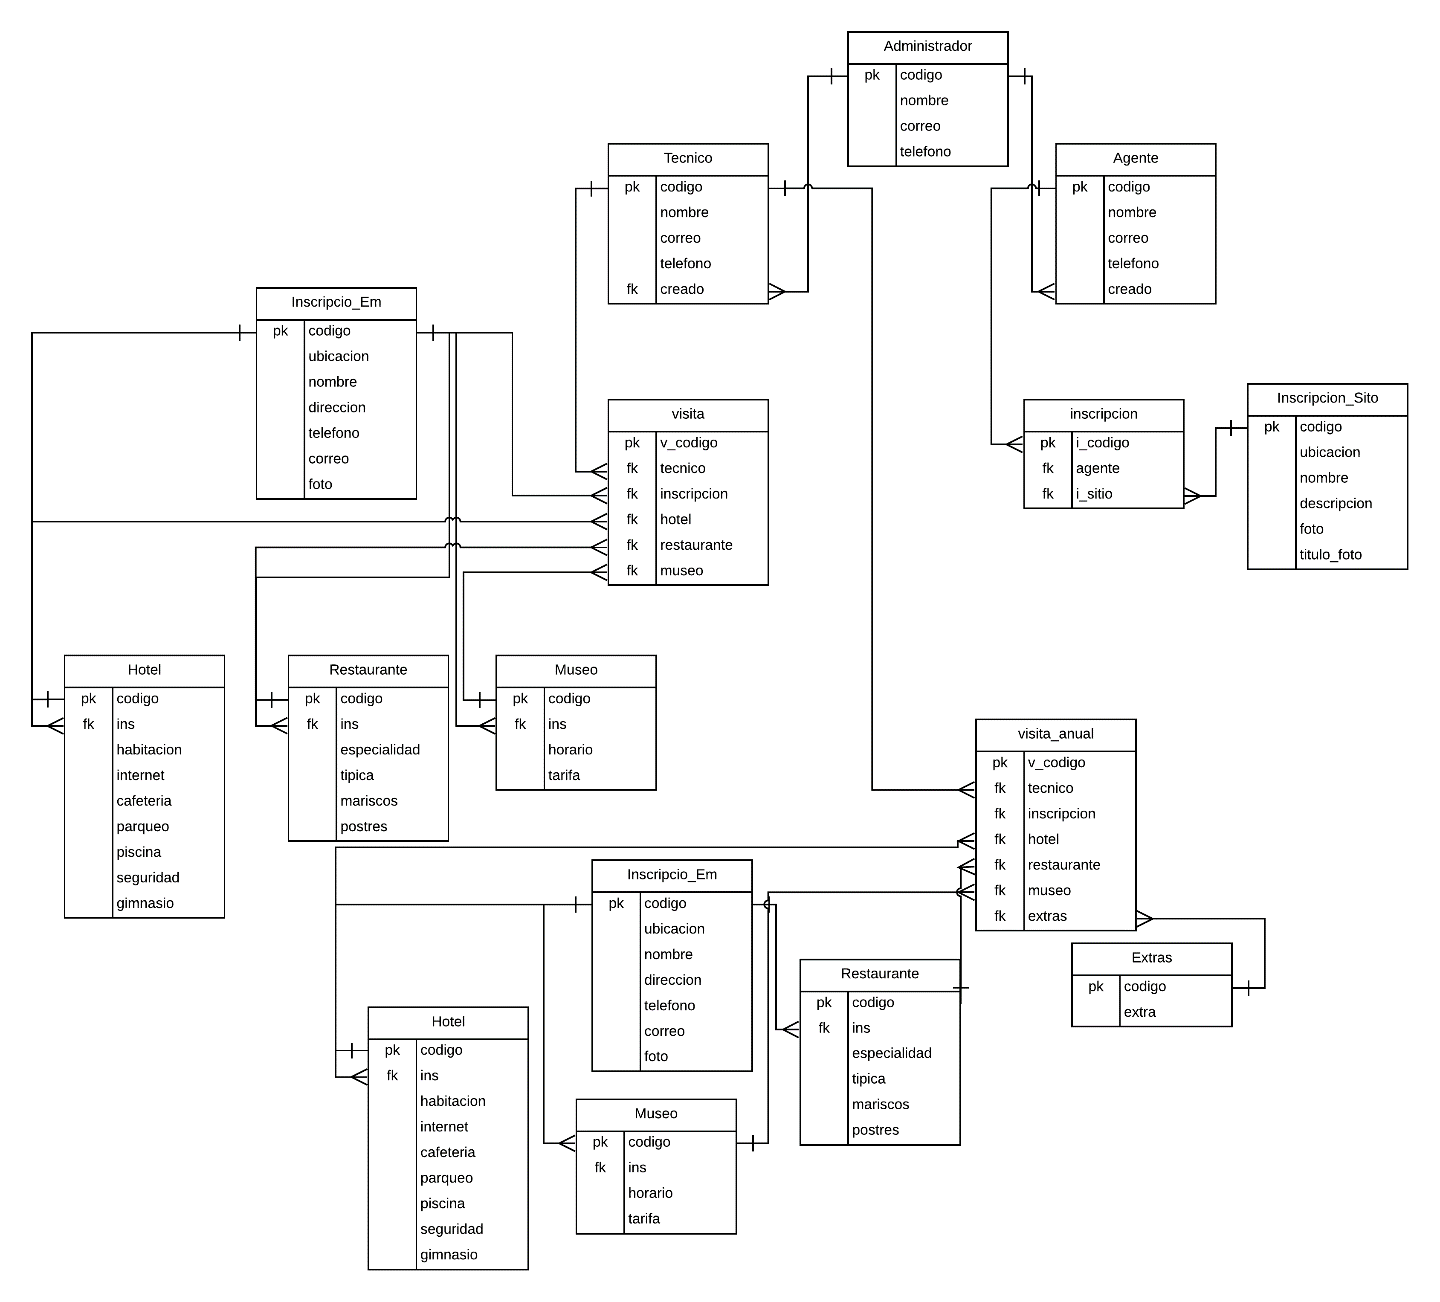 Administrador
pk codigo
nombre
correo
telefono
Tecnico
pk codigo
nombre
correo
telefono
fk creado
Agente
pk codigo
nombre
correo
telefono
fk creado
Inscripcio_Em
pk codigo
ubicacion
nombre
direccion
telefono
correo
foto
visita
pk v_codigo
fk tecnico
fk inscripcion
fk hotel
fk restaurante
fk museo
inscripcion
pk i_codigo
fk agente
fk i_sitio
Inscripcion_Sito
pk codigo
ubicacion
nombre
descripcion
foto
titulo_foto
Hotel
pk codigo
fk ins
habitacion
internet
cafeteria
parqueo
piscina
seguridad
gimnasio
Restaurante
pk codigo
fk ins
especialidad
tipica
mariscos
postres
Museo
pk codigo
fk ins
horario
tarifa
visita_anual
pk v_codigo
fk tecnico
fk inscripcion
fk hotel
fk restaurante
fk museo
fk extras
Inscripcio_Em
pk codigo
ubicacion
nombre
direccion
telefono
correo
foto
Restaurante
pk codigo
fk ins
especialidad
tipica
mariscos
postres
Extras
pk codigo
extra
Hotel
pk codigo
fk ins
habitacion
internet
cafeteria
parqueo
piscina
seguridad
gimnasio
Museo
pk codigo
fk ins
horario
tarifa